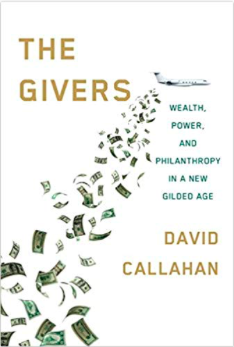 THE
GIVERS
WEALTH,
POWER,
AND
PHILANTHROPY
IN A NEW
GILDED AGE
DAVID
CALLAHAN